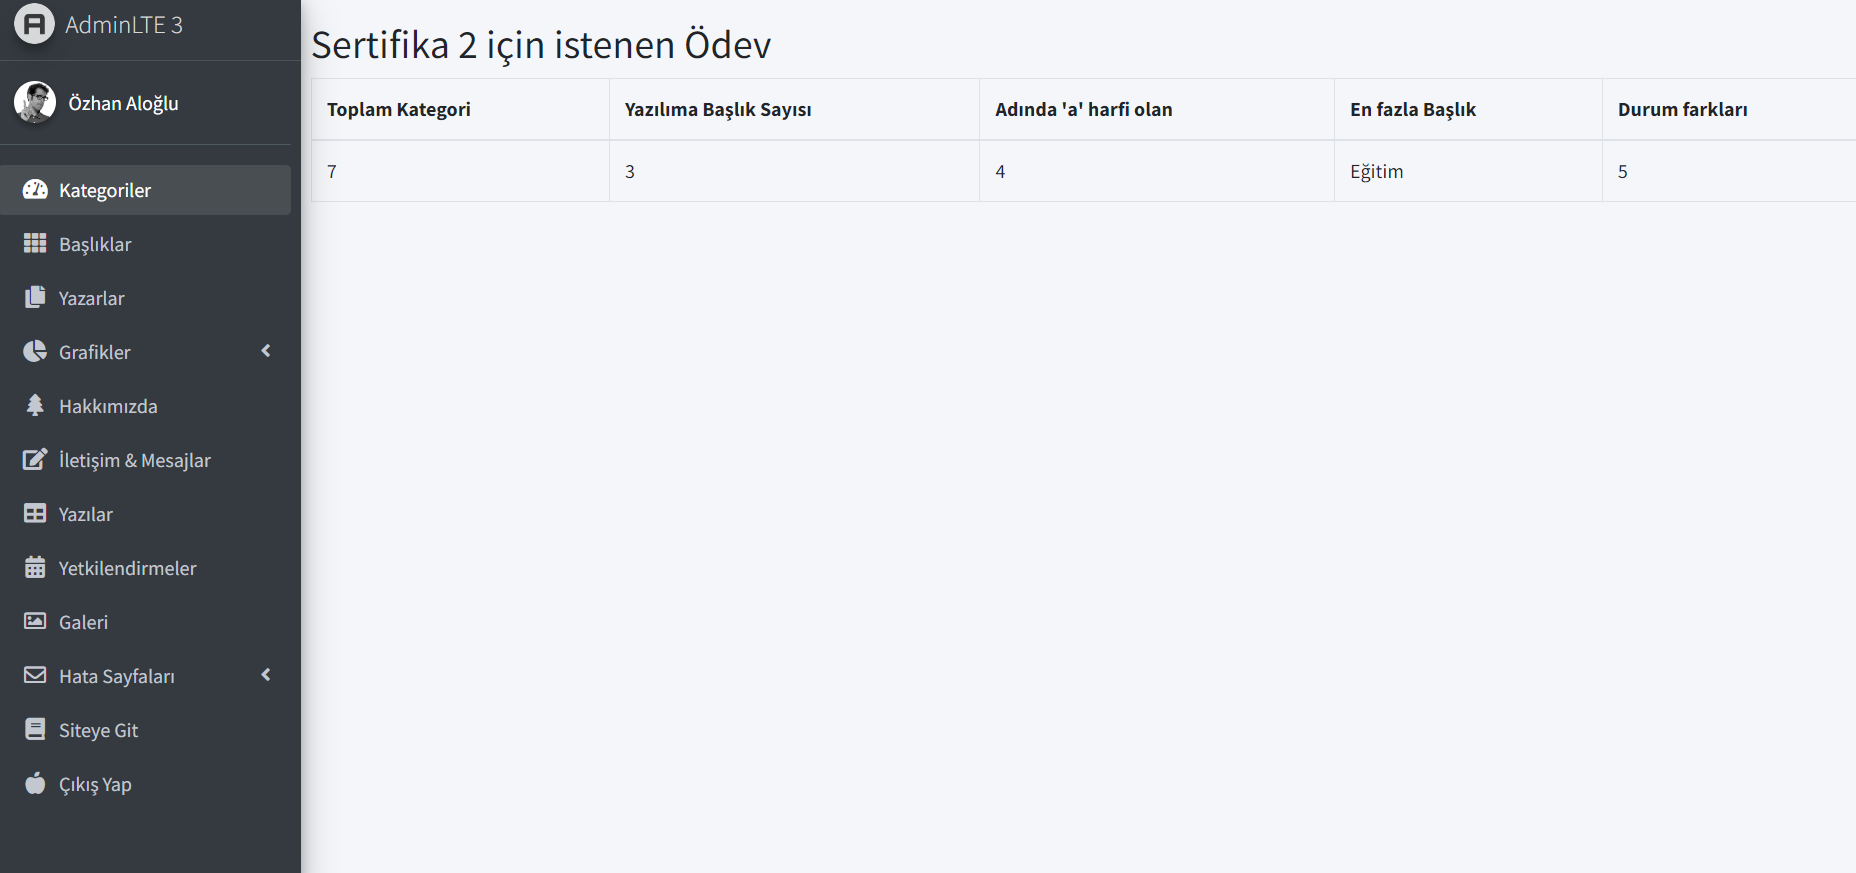 AdminLTE 3
Özhan Aloğlu
Kategoriler
Başlıklar
Yazarlar
Grafikler
Hakkımızda
İletişim & Mesajlar
Yazılar
Yetkilendirmeler
Galeri
Hata Sayfaları
Siteye Git
Çıkış Yap
Sertifika 2 için istenen Ödev
Toplam Kategori Yazılıma Başlık Sayısı Adında 'a' harfi olan En fazla Başlık Durum farkları
7 3 4 Eğitim 5